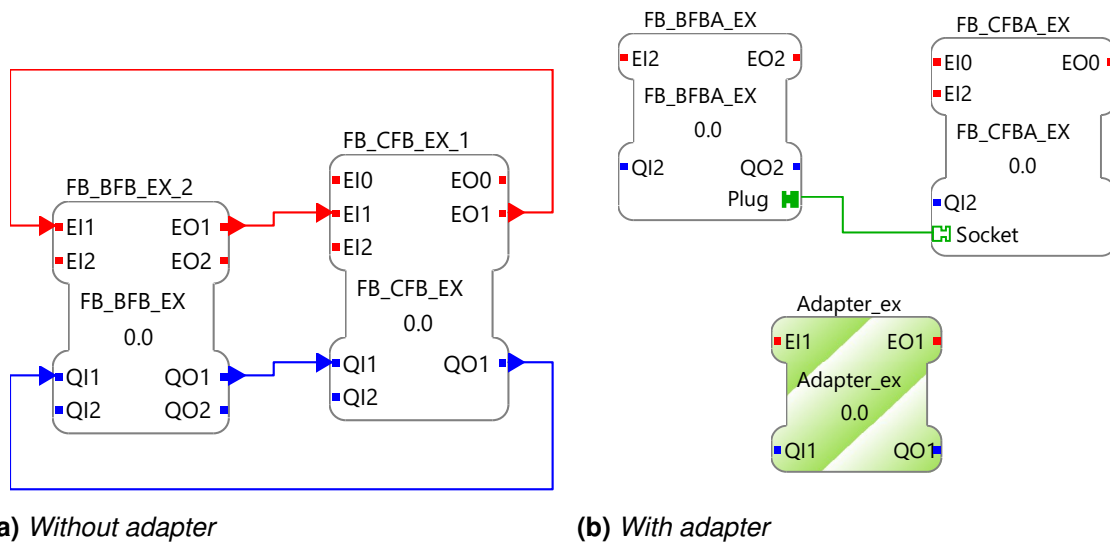 FB_BFB_EX_2
EI1 EO1
EI2 EO2
FB_BFB_EX
0.0
QI1 QO1
QI2 QO2
FB_CFB_EX_1
EI0 EO0
EI1 EO1
EI2
FB_CFB_EX
0.0
QI1 QO1
QI2
a) Without adapter
FB_BFBA_EX
EI2 EO2
FB_BFBA_EX
0.0
QI2 QO2
Plug
FB_CFBA_EX
EI0 EO0
EI2
FB_CFBA_EX
0.0
QI2
Socket
Adapter_ex
EI1 EO1
Adapter_ex
0.0
QI1 QO1
(b) With adapter